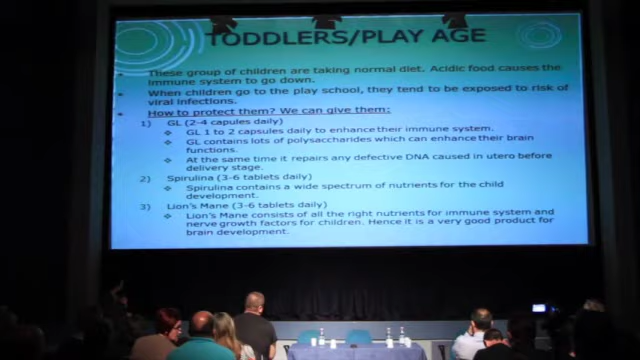 TODDLERS/PLAY AGE
These group of children are taking normal diet. Acidic food causes the
immune system to go down.
When children go to the play school, they tend to be exposed to risk of
viral infections.
How to protect them? We can give them:
1) GL (2-4 capules daily)
GL 1 to 2 capsules daily to enhance their immune system.
GL contains lots of polysaccharides which can enhance their brain
functions.
At the same time it repairs any defective DNA caused in utero before
delivery stage.
2) Spirulina (3-6 tablets daily)
Spirulina contains a wide spectrum of nutrients for the child
development.
3) Lion's Mane (3-6 tablets daily)
Lion's Mane consists of all the right nutrients for immune system and
nerve growth factors for children. Hence it is a very good product for
brain development.